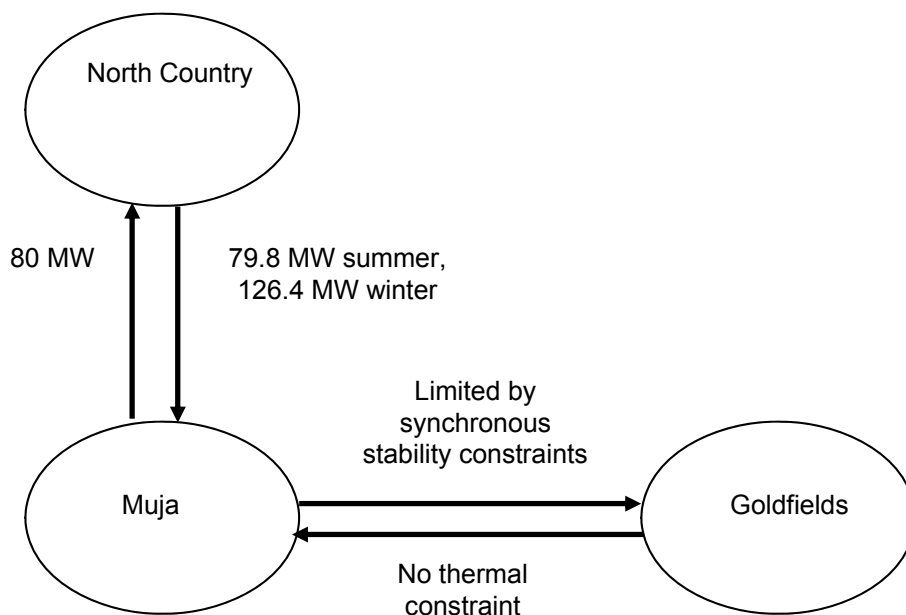 North Country
80 MW
79.8 MW summer,
126.4 MW winter
Limited by
synchronous
stability constraints
Muja
Goldfields
No thermal
constraint